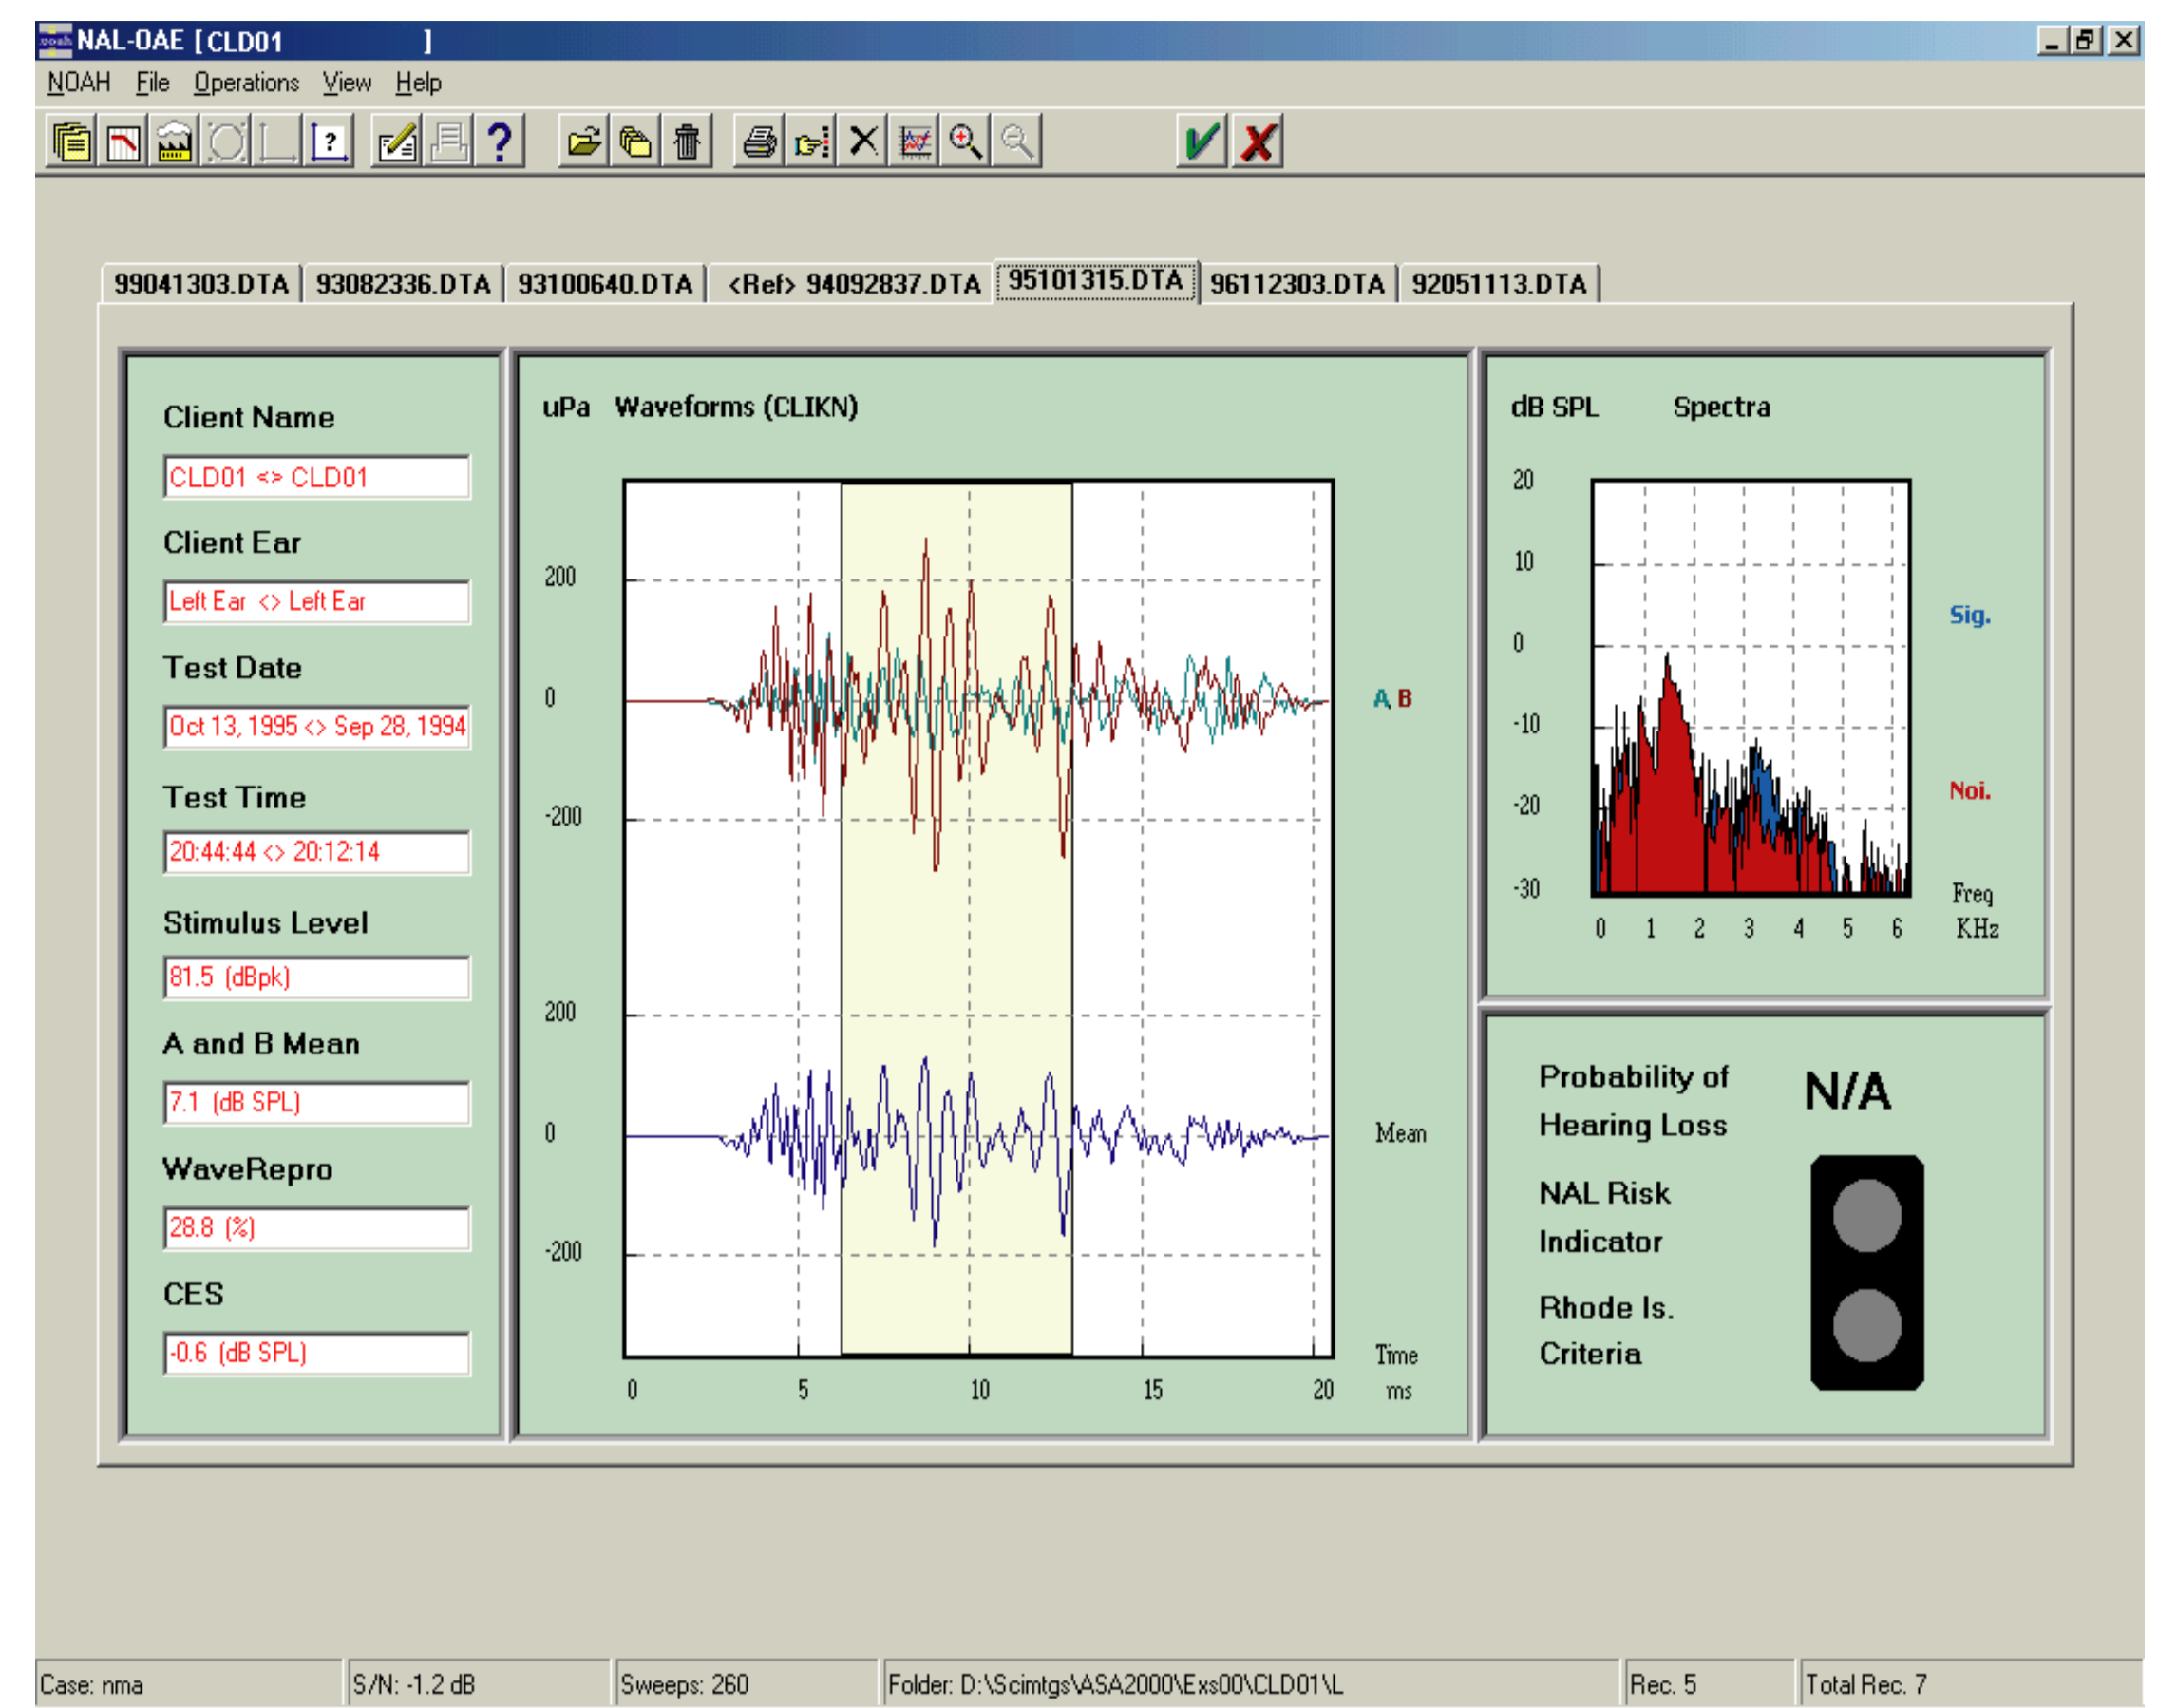 NAL-OAE [ CLD01 ]
NOAH File Operations View Help
99041303.DTA 93082336.DTA 93100640.DTA <Ref> 94092837.DTA 95101315.DTA 96112303.DTA 92051113.DTA
Client Name
CLD01 <> CLD01
Client Ear
Left Ear <> Left Ear
Test Date
Oct 13, 1995 <> Sep 28, 1994
Test Time
20:44:44 <> 20:12:14
Stimulus Level
81.5 (dBpk)
A and B Mean
7.1 (dB SPL)
WaveRepro
28.8 (%)
CES
-0.6 (dB SPL)
uPa Waveforms (CLIKN)
200
0
-200
A B
200
0
-200
Mean
Time
0 5 10 15 20 ms
dB SPL Spectra
20
10
0
-10
-20
-30
Sig.
Noi.
Freq
0 1 2 3 4 5 6 KHz
Probability of
Hearing Loss
N/A
NAL Risk
Indicator
Rhode Is.
Criteria
Case: nma S/N: -1.2 dB Sweeps: 260 Folder: D:\Scimtgs\ASA2000\Exs00\CLD01\L Rec. 5 Total Rec. 7